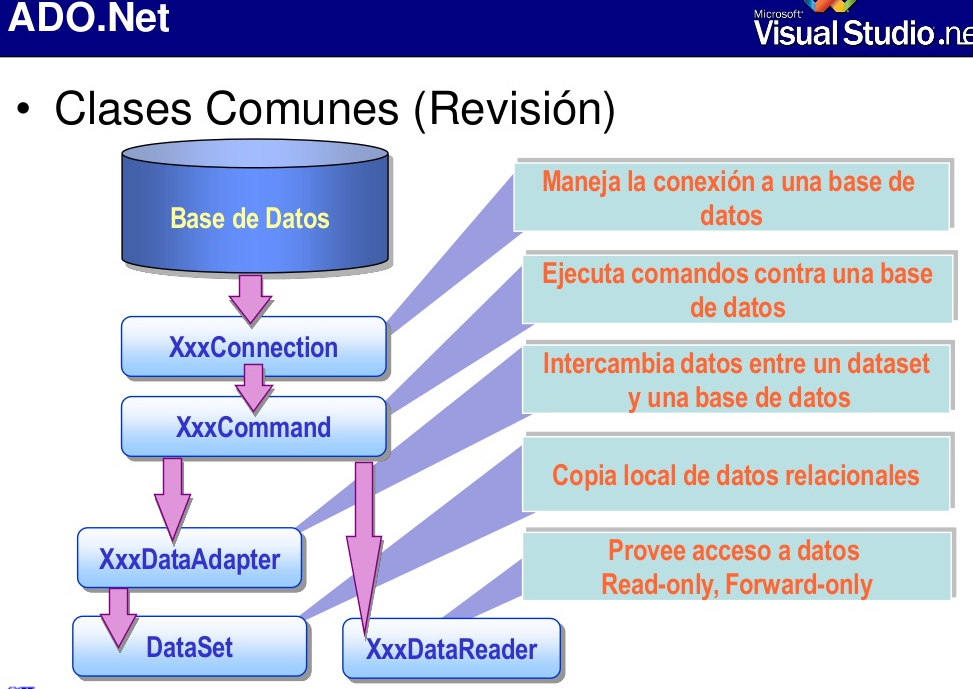 ADO.Net
Microsoft
Visual Studio .ne
• Clases Comunes (Revisión)
Base de Datos
XxxConnection
XxxCommand
XxxDataAdapter
DataSet
XxxDataReader
Maneja la conexión a una base de
datos
Ejecuta comandos contra una base
de datos
Intercambia datos entre un dataset
y una base de datos
Copia local de datos relacionales
Provee acceso a datos
Read-only, Forward-only